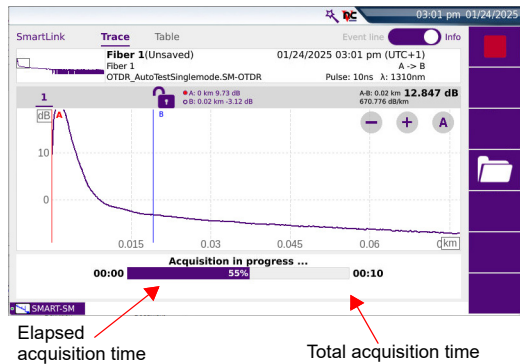 03:01 pm 01/24/2025
SmartLink Trace Table Event line Info
Fiber 1(Unsaved) 01/24/2025 03:01 pm (UTC+1)
Fiber 1 A -> B
OTDR_AutoTestSinglemode.SM-OTDR Pulse: 10ns λ: 1310nm
1 A: 0 km 9.73 dB A-B: 0.02 km 12.847 dB
B: 0.02 km -3.12 dB 670.776 dB/km
dB A B − + A
10
0
0.015 0.03 0.045 0.06 km
Acquisition in progress ...
00:00 55% 00:10
SMART-SM
Elapsed
acquisition time
Total acquisition time